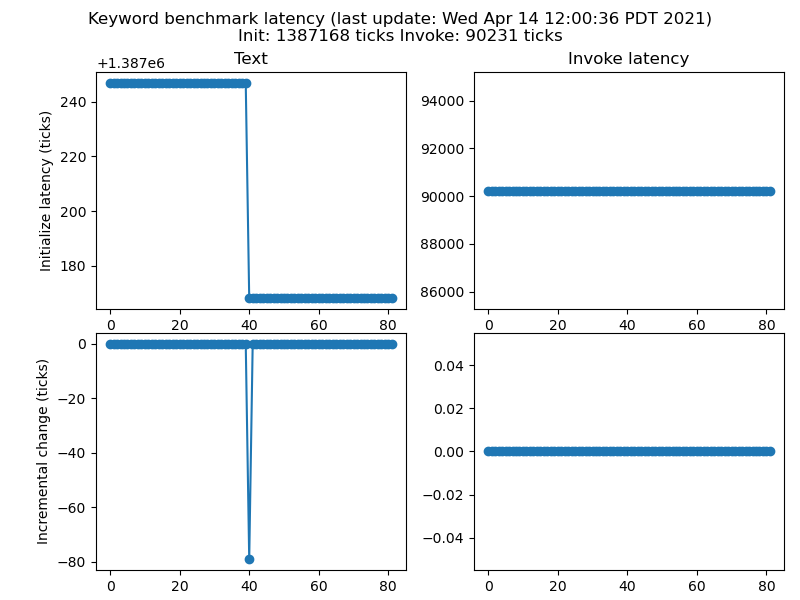 Keyword benchmark latency (last update: Wed Apr 14 12:00:36 PDT 2021)
Init: 1387168 ticks Invoke: 90231 ticks
Text
Invoke latency
+1.387e6
Initialize latency (ticks)
240
220
200
180
0 20 40 60 80
94000
92000
90000
88000
86000
0 20 40 60 80
Incremental change (ticks)
0
−20
−40
−60
−80
0 20 40 60 80
0.04
0.02
0.00
−0.02
−0.04
0 20 40 60 80